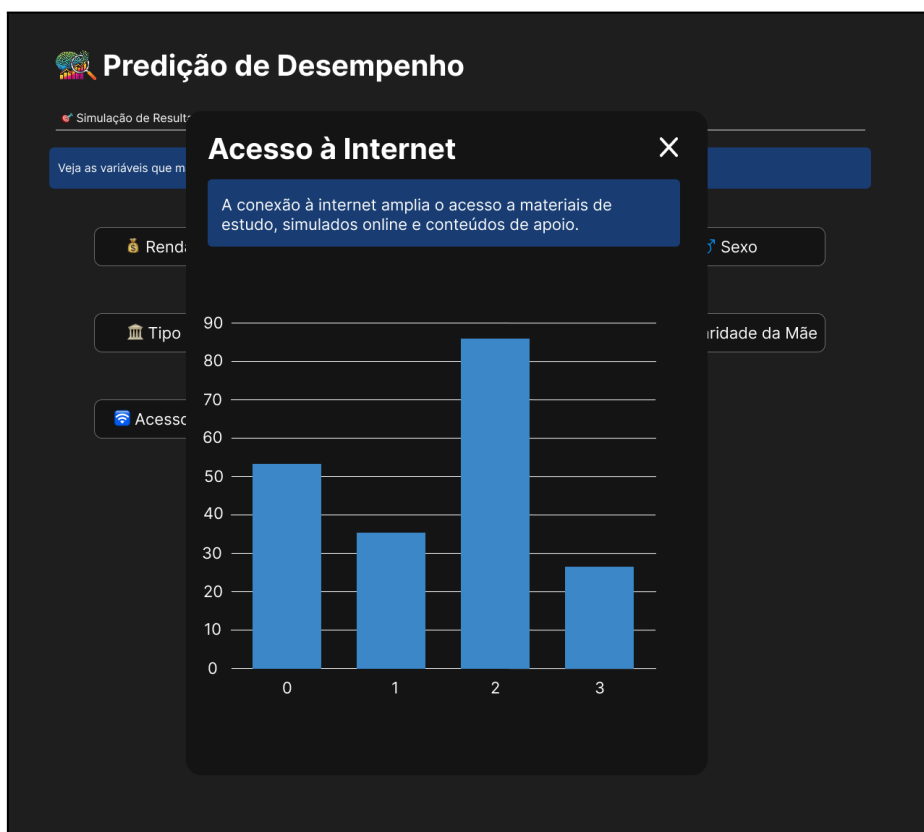 Predição de Desempenho
Simulação de Result
Veja as variáveis que m
Acesso à Internet
A conexão à internet amplia o acesso a materiais de
estudo, simulados online e conteúdos de apoio.
Rend
Sexo
Tipo
ridade da Mãe
Acesso
90
80
70
60
50
40
30
20
10
0
0 1 2 3